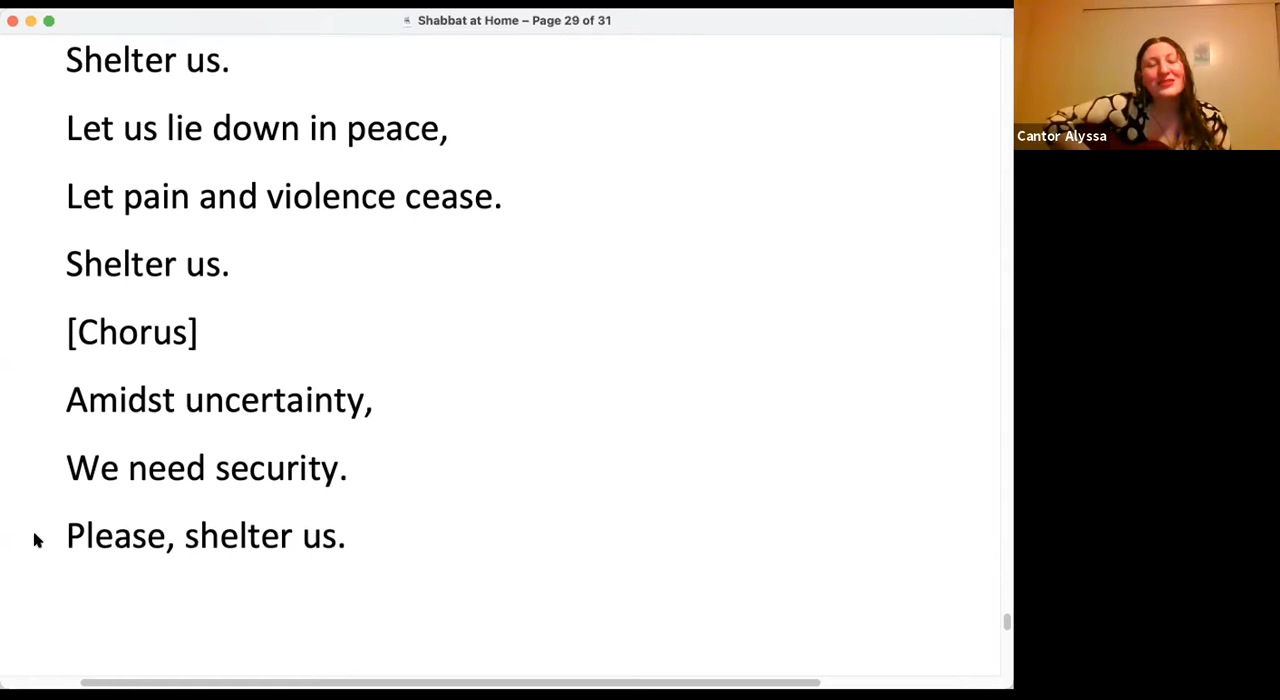 Shabbat at Home – Page 29 of 31
Shelter us.
Let us lie down in peace,
Let pain and violence cease.
Shelter us.
[Chorus]
Amidst uncertainty,
We need security.
Please, shelter us.
Cantor Alyssa